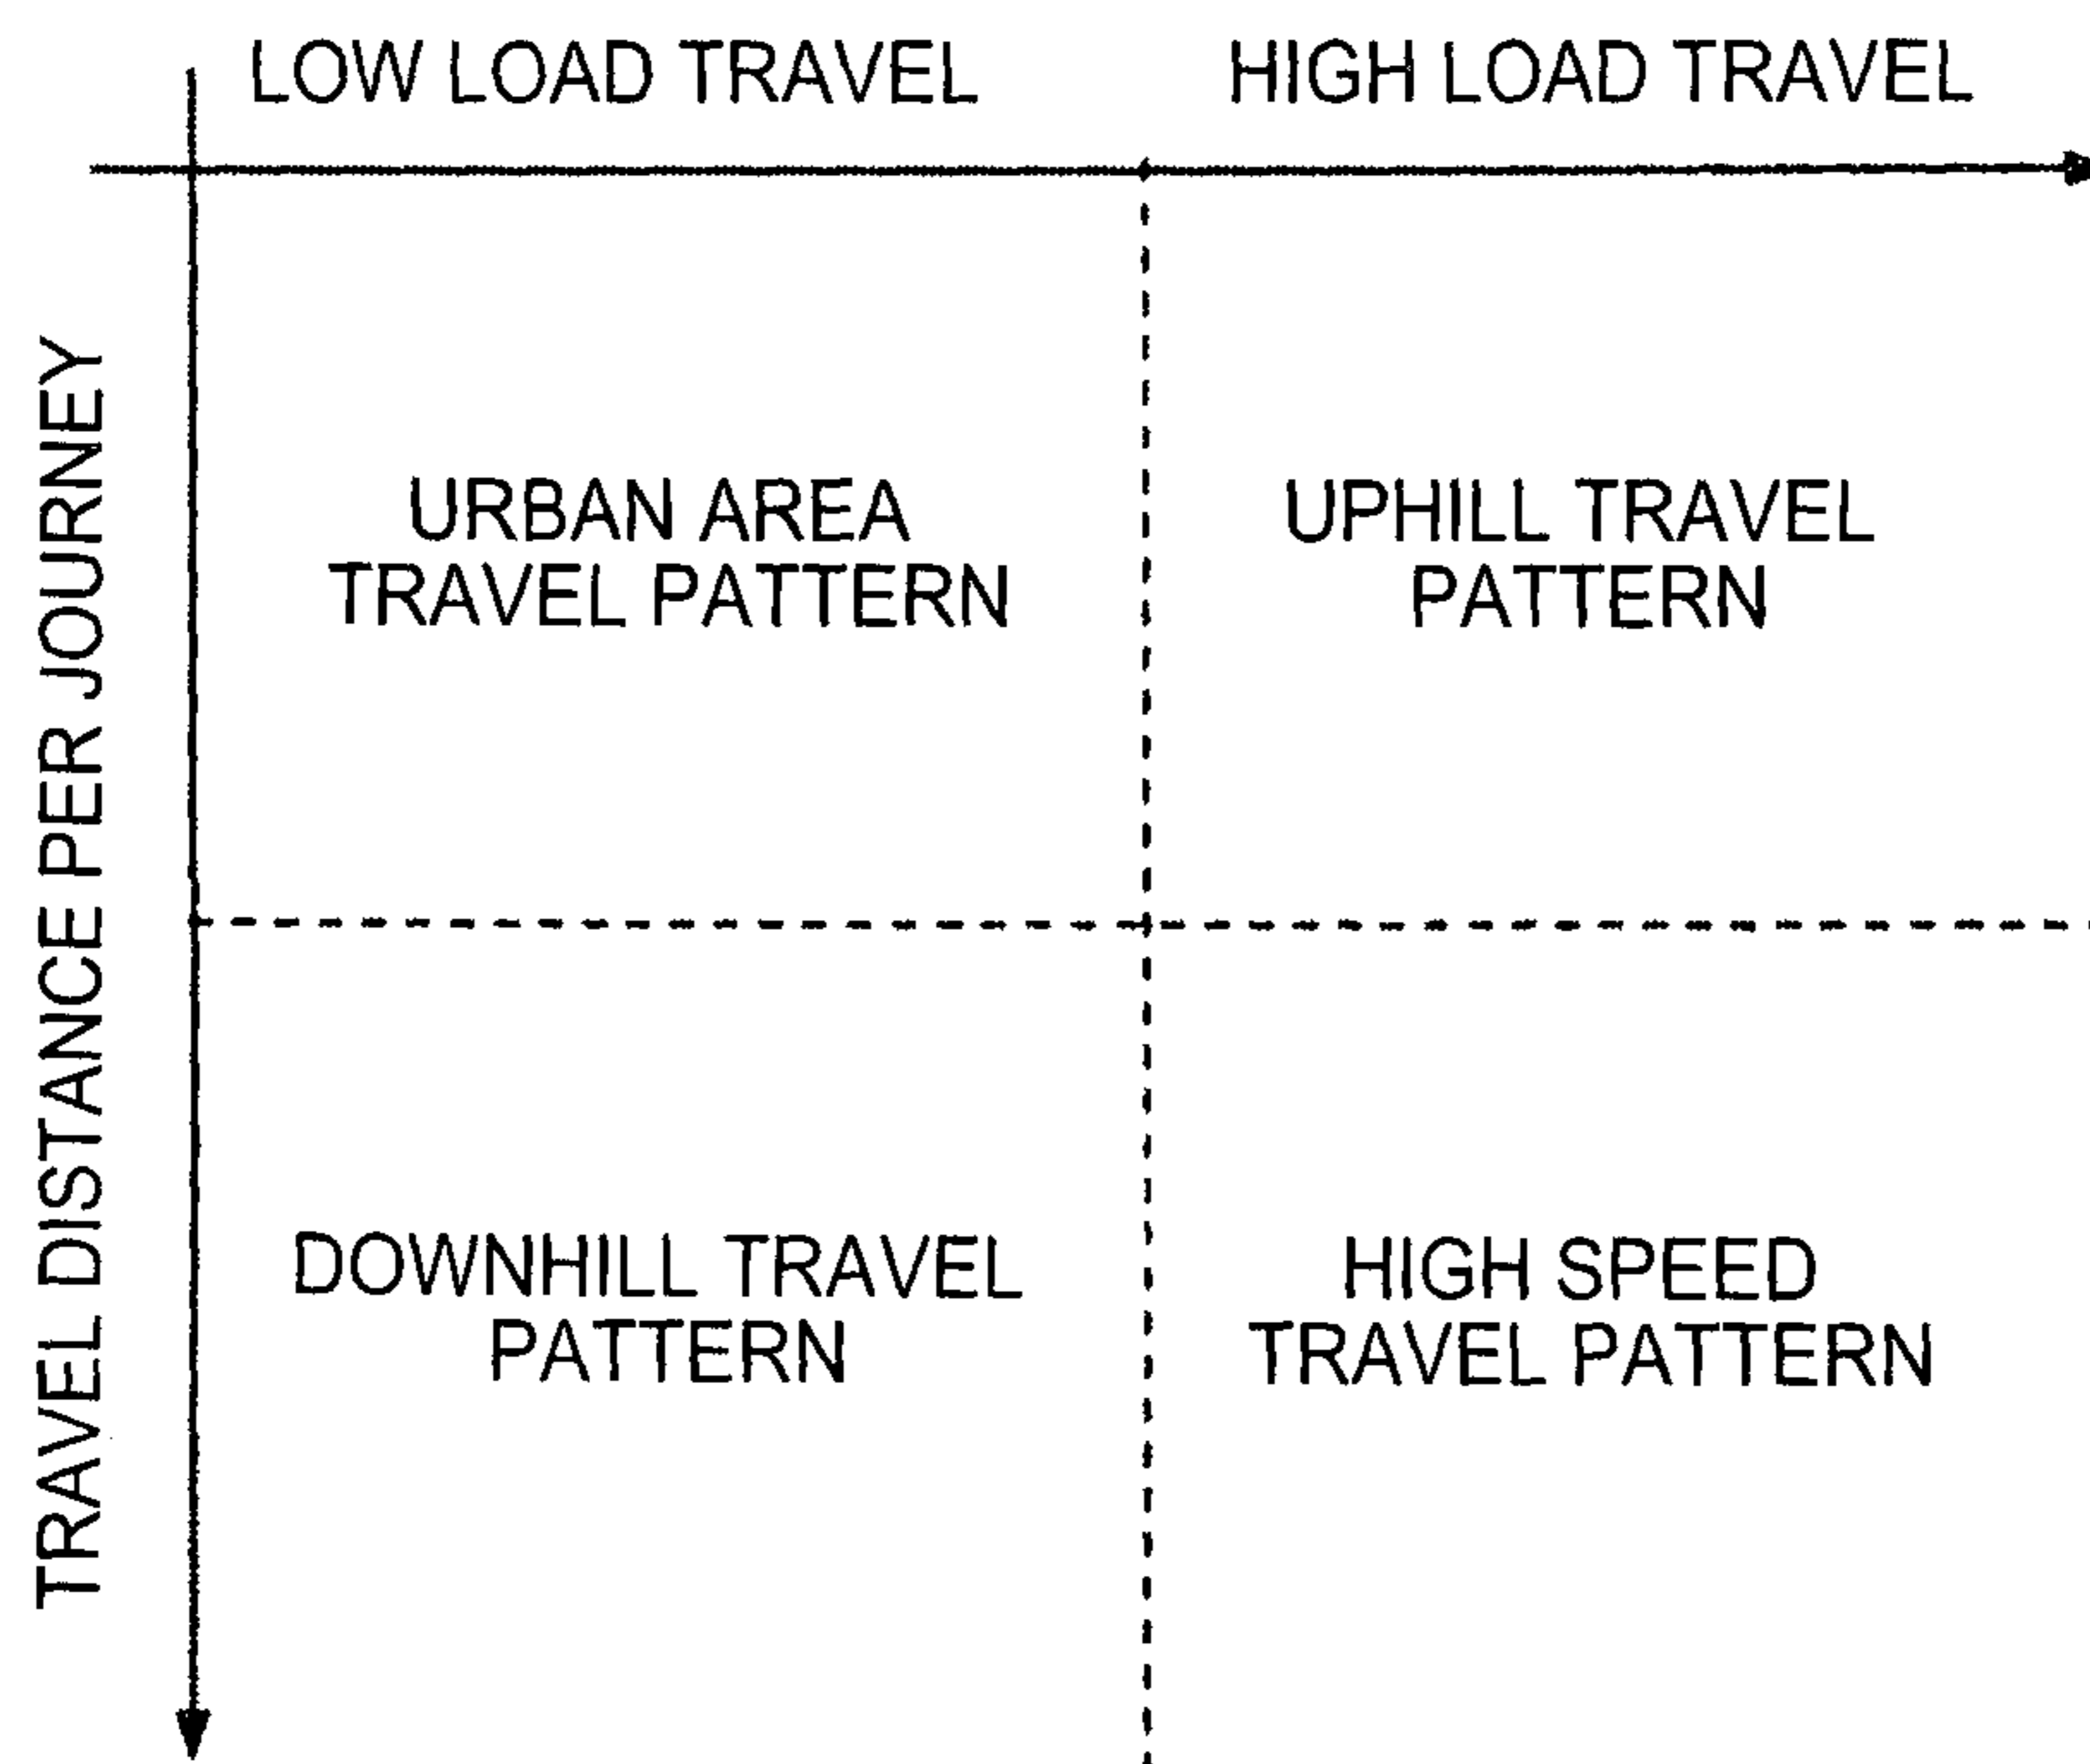 LOW LOAD TRAVEL
HIGH LOAD TRAVEL
TRAVEL DISTANCE PER JOURNEY
URBAN AREA
TRAVEL PATTERN
UPHILL TRAVEL
PATTERN
DOWNHILL TRAVEL
PATTERN
HIGH SPEED
TRAVEL PATTERN